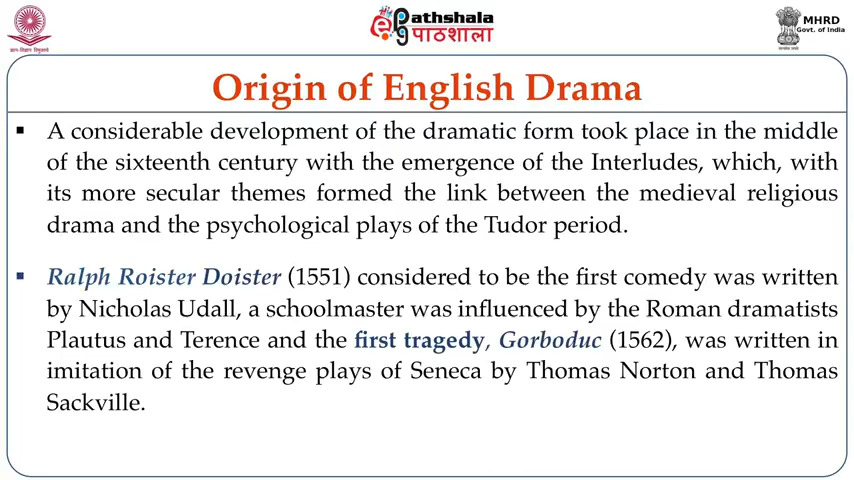 ePathshala
पाठशाला
MHRD
Govt. of India
Origin of English Drama
▪ A considerable development of the dramatic form took place in the middle
of the sixteenth century with the emergence of the Interludes, which, with
its more secular themes formed the link between the medieval religious
drama and the psychological plays of the Tudor period.
▪ Ralph Roister Doister (1551) considered to be the first comedy was written
by Nicholas Udall, a schoolmaster was influenced by the Roman dramatists
Plautus and Terence and the first tragedy, Gorboduc (1562), was written in
imitation of the revenge plays of Seneca by Thomas Norton and Thomas
Sackville.